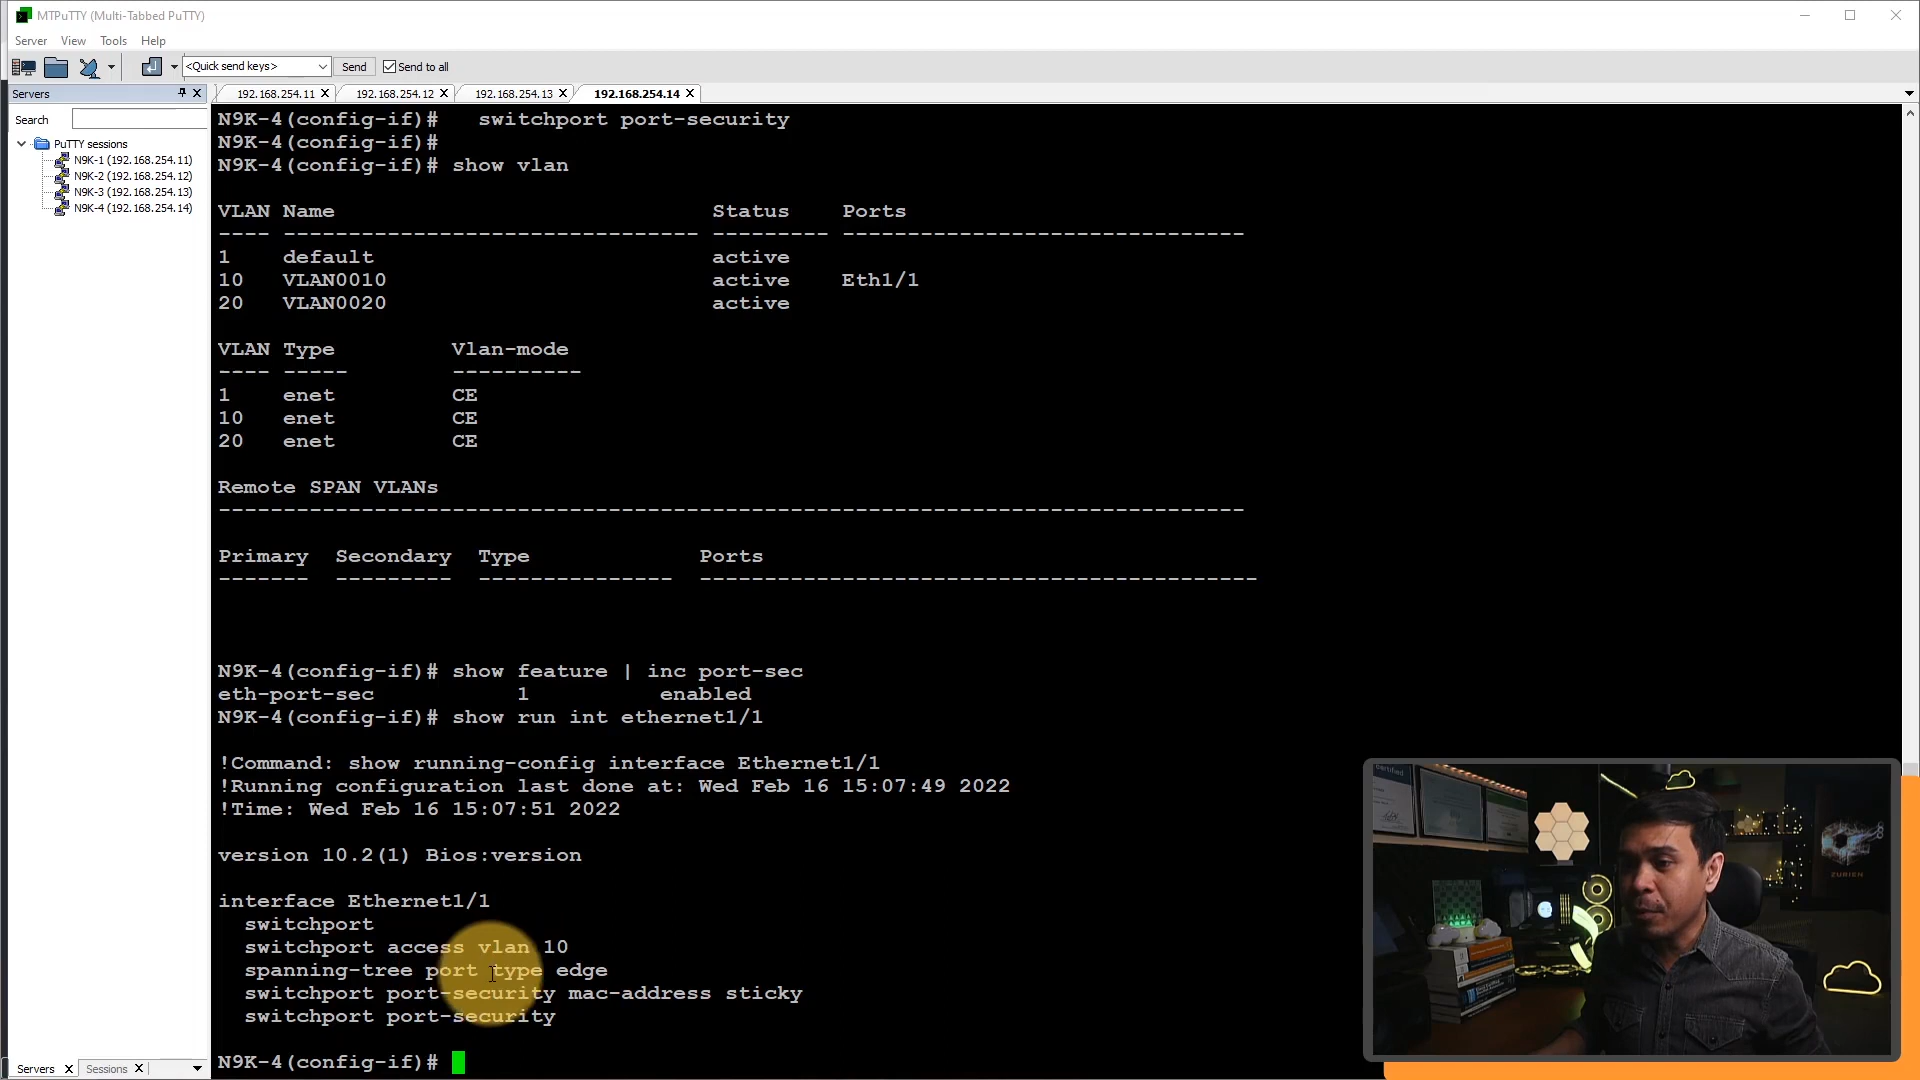 MTPuTTY (Multi-Tabbed PuTTY)
Server View Tools Help
<Quick send keys> Send Send to all
Servers
192.168.254.11 192.168.254.12 192.168.254.13 192.168.254.14
Search
PuTTY sessions
N9K-1 (192.168.254.11)
N9K-2 (192.168.254.12)
N9K-3 (192.168.254.13)
N9K-4 (192.168.254.14)
N9K-4(config-if)#   switchport port-security
N9K-4(config-if)#
N9K-4(config-if)# show vlan
VLAN Name                             Status    Ports
---- -------------------------------- --------- -------------------------------
1    default                          active
10   VLAN0010                         active    Eth1/1
20   VLAN0020                         active
VLAN Type         Vlan-mode
---- -----        ----------
1    enet         CE
10   enet         CE
20   enet         CE
Remote SPAN VLANs
-------------------------------------------------------------------------------
Primary  Secondary  Type             Ports
-------  ---------  ---------------  -------------------------------------------
N9K-4(config-if)# show feature | inc port-sec
eth-port-sec           1          enabled
N9K-4(config-if)# show run int ethernet1/1
!Command: show running-config interface Ethernet1/1
!Running configuration last done at: Wed Feb 16 15:07:49 2022
!Time: Wed Feb 16 15:07:51 2022
version 10.2(1) Bios:version
interface Ethernet1/1
  switchport
  switchport access vlan 10
  spanning-tree port type edge
  switchport port-security mac-address sticky
  switchport port-security
N9K-4(config-if)#
Servers Sessions
ZURICH